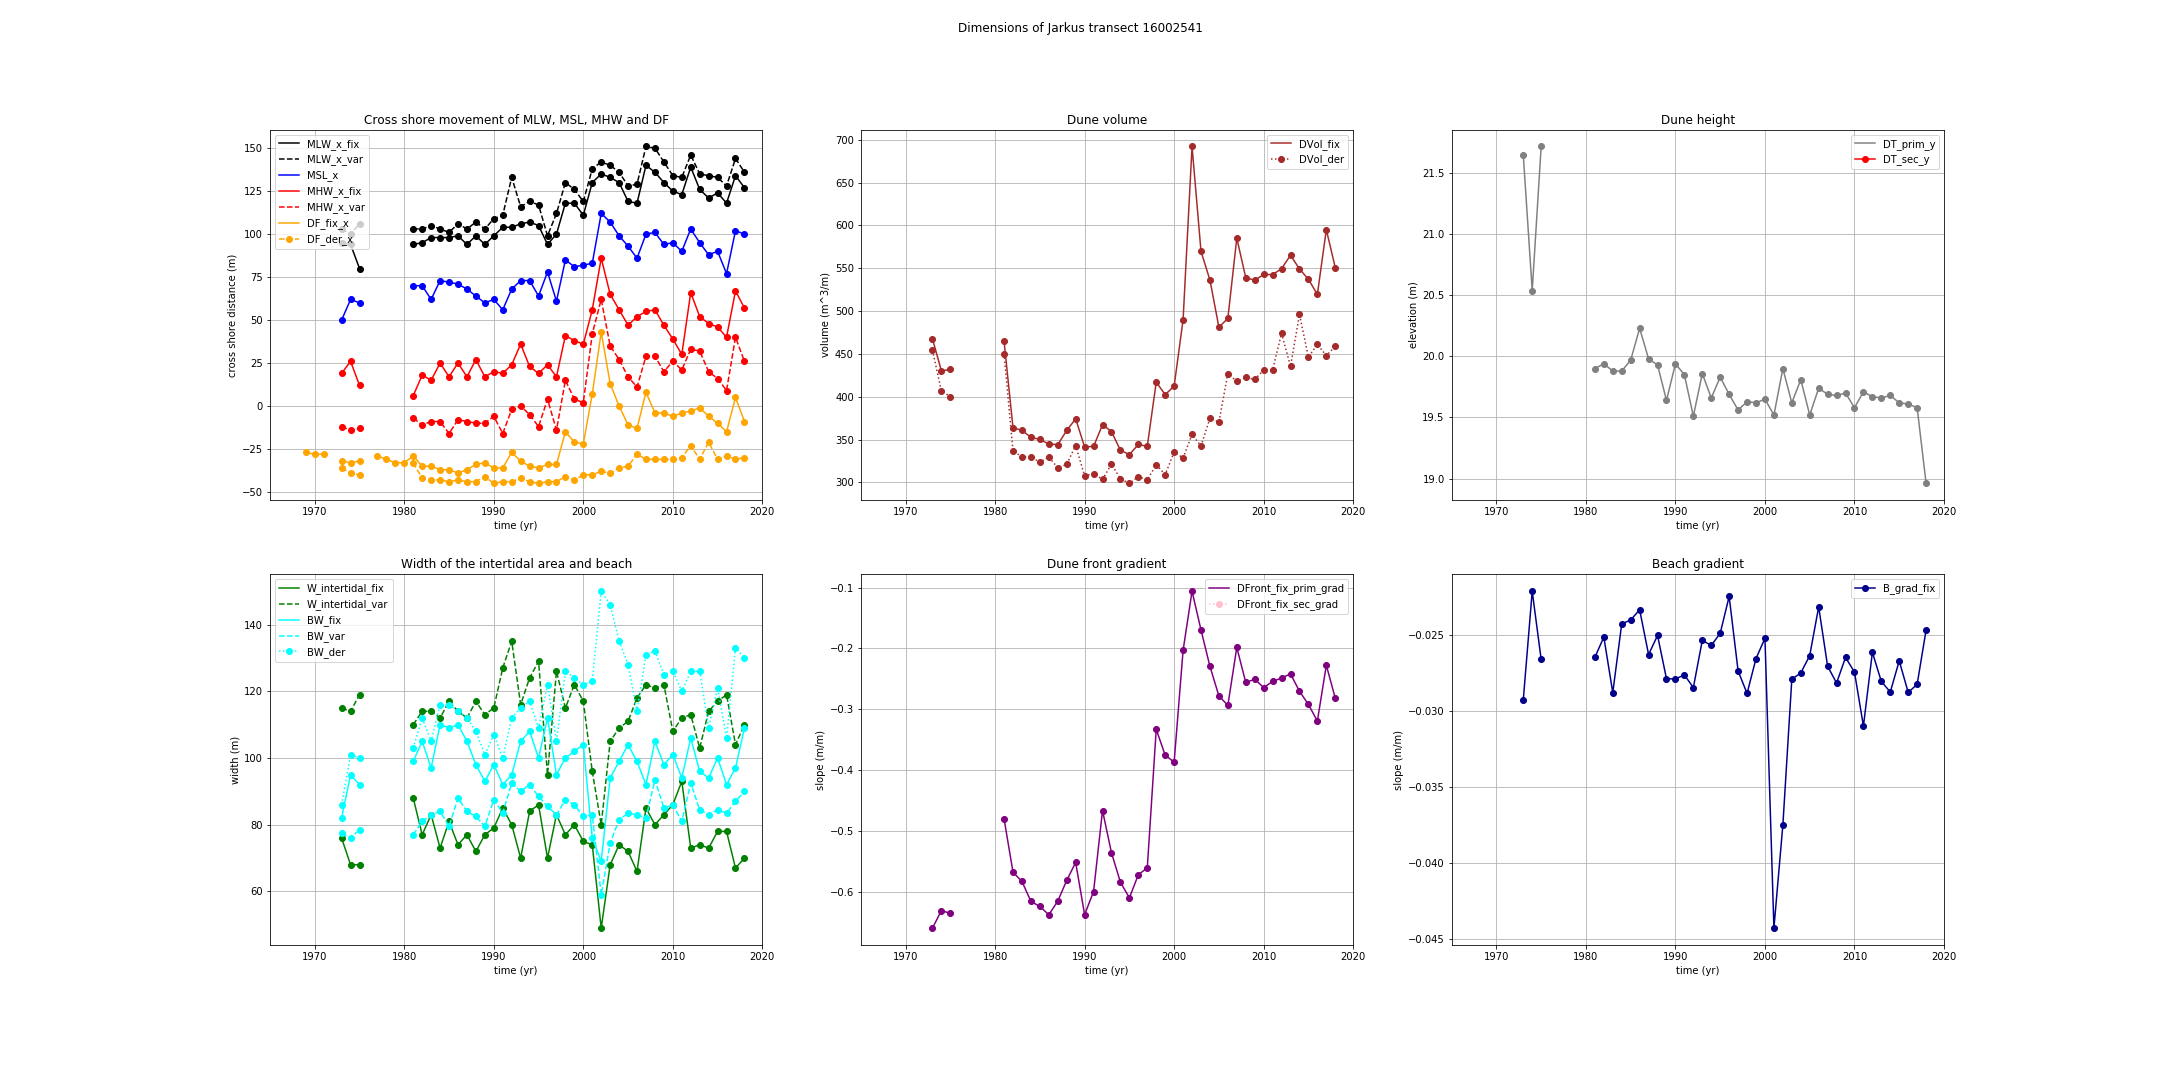 Dimensions of Jarkus transect 16002541
Cross shore movement of MLW, MSL, MHW and DF
MLW_x_fix
MLW_x_var
MSL_x
MHW_x_fix
MHW_x_var
DF_fix_x
DF_der_x
cross shore distance (m)
150
125
100
75
50
25
0
−25
−50
1970 1980 1990 2000 2010 2020
time (yr)
Dune volume
DVol_fix
DVol_der
volume (m^3/m)
700
650
600
550
500
450
400
350
300
1970 1980 1990 2000 2010 2020
time (yr)
Dune height
DT_prim_y
DT_sec_y
elevation (m)
21.5
21.0
20.5
20.0
19.5
19.0
1970 1980 1990 2000 2010 2020
time (yr)
Width of the intertidal area and beach
W_intertidal_fix
W_intertidal_var
BW_fix
BW_var
BW_der
width (m)
140
120
100
80
60
1970 1980 1990 2000 2010 2020
time (yr)
Dune front gradient
DFront_fix_prim_grad
DFront_fix_sec_grad
slope (m/m)
−0.1
−0.2
−0.3
−0.4
−0.5
−0.6
1970 1980 1990 2000 2010 2020
time (yr)
Beach gradient
B_grad_fix
slope (m/m)
−0.025
−0.030
−0.035
−0.040
−0.045
1970 1980 1990 2000 2010 2020
time (yr)